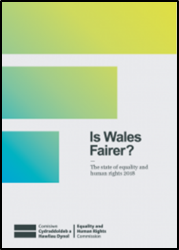 Is Wales
Fairer?
The state of equality and
human rights 2018
Comisiwn
Cydraddoldeb a
Hawliau Dynol
Equality and
Human Rights
Commission